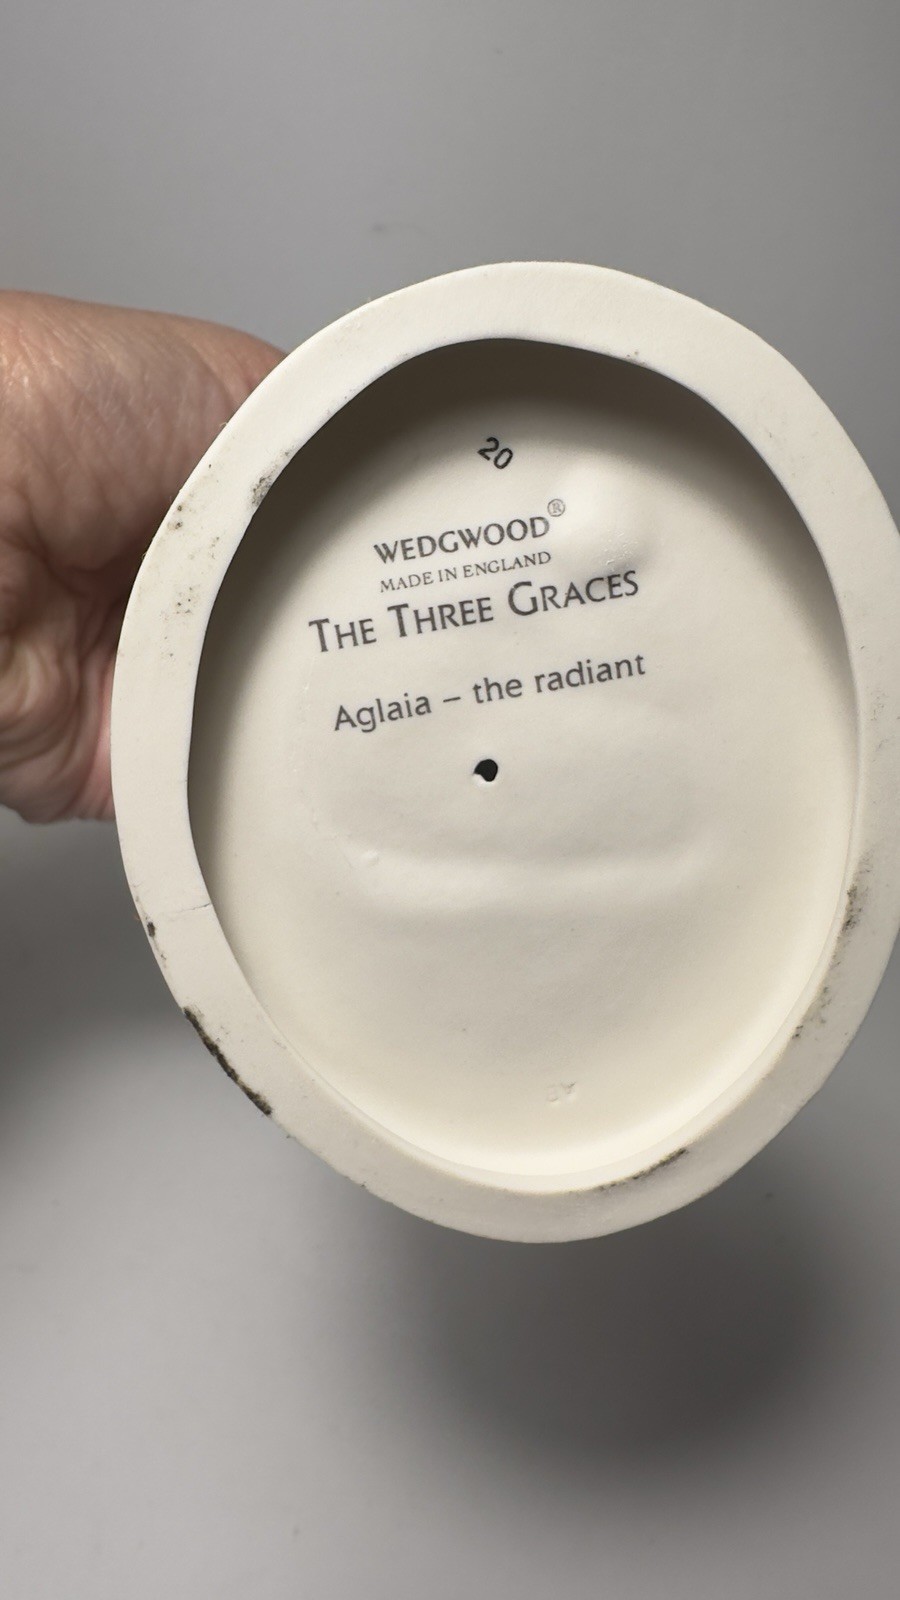 20
WEDGWOOD®
MADE IN ENGLAND
THE THREE GRACES
Aglaia – the radiant